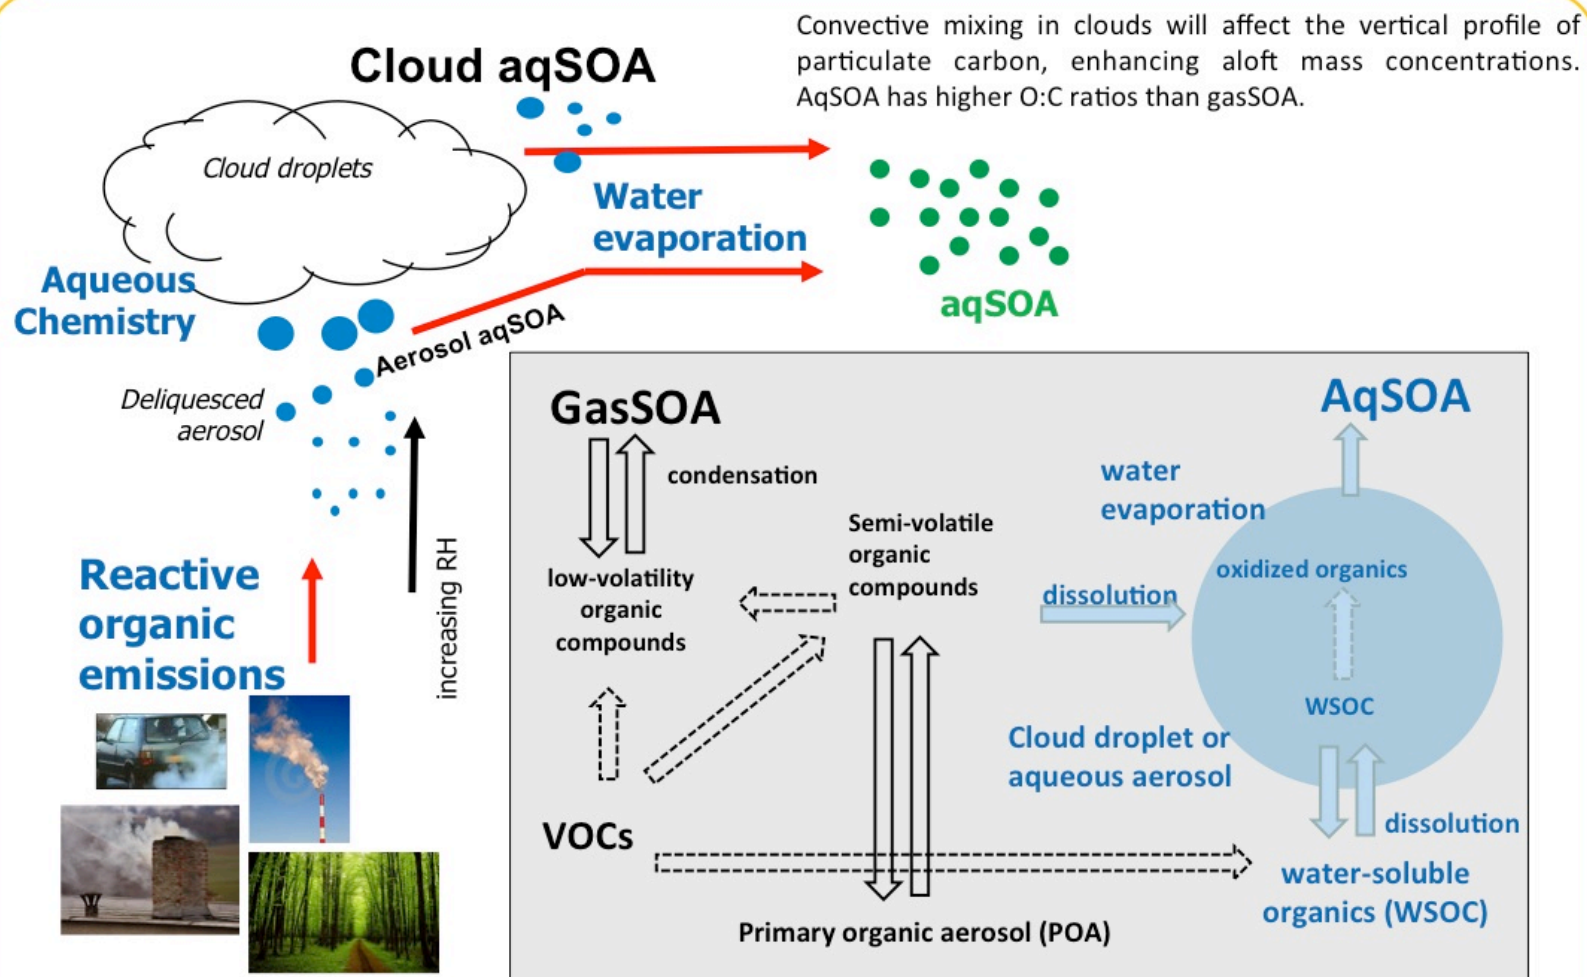 Convective mixing in clouds will affect the vertical profile of
particulate carbon, enhancing aloft mass concentrations.
AqSOA has higher O:C ratios than gasSOA.
Cloud aqSOA
Cloud droplets
Water
evaporation
Aqueous
Chemistry
aqSOA
Aerosol aqSOA
Deliquesced
aerosol
increasing RH
Reactive
organic
emissions
GasSOA
AqSOA
condensation
water
evaporation
Semi-volatile
organic
compounds
low-volatility
organic
compounds
oxidized organics
dissolution
WSOC
Cloud droplet or
aqueous aerosol
VOCs
dissolution
water-soluble
organics (WSOC)
Primary organic aerosol (POA)